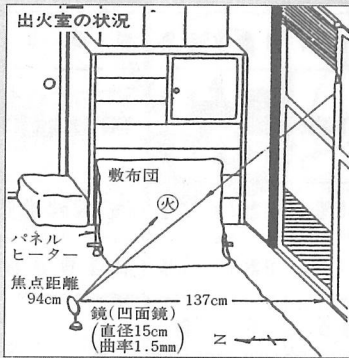 出火室の状況
敷布団
火
パネル
ヒーター
焦点距離
94cm
137cm
鏡(凹面鏡)
(直径15cm
曲率1.5mm)
N